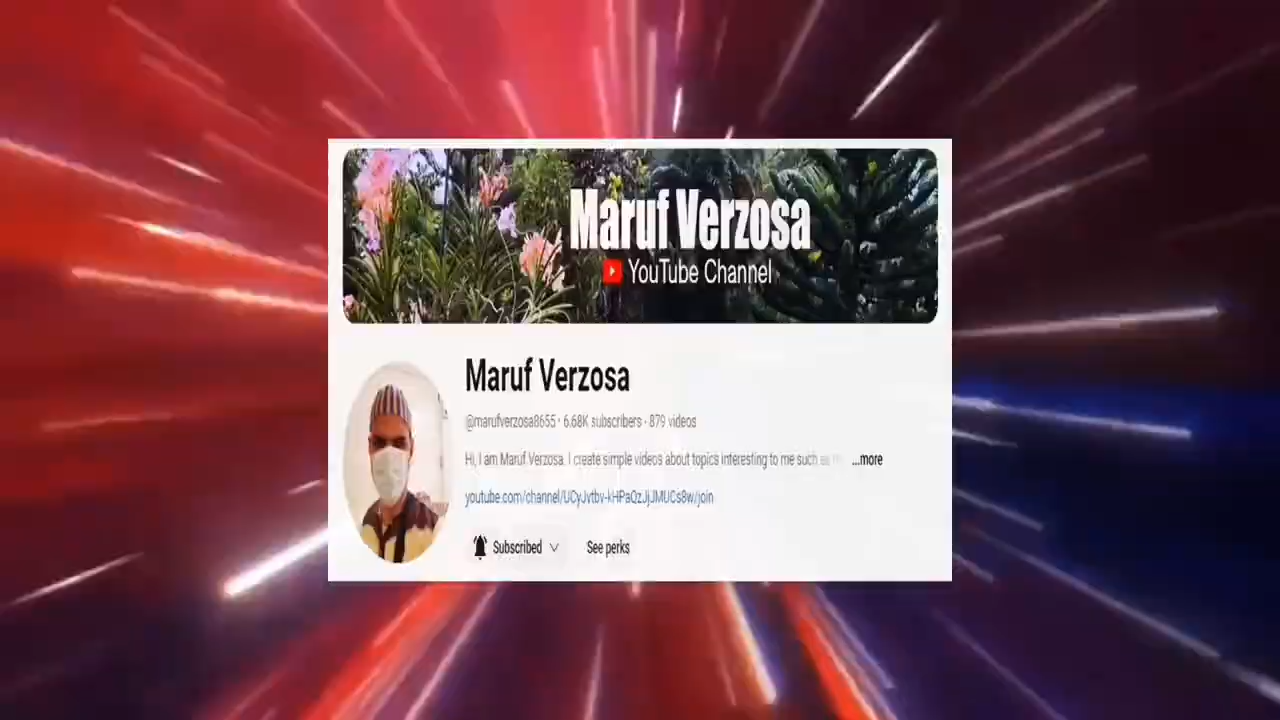 Maruf Verzosa
YouTube Channel
Maruf Verzosa
@marufverzosa8655 · 6.68K subscribers · 879 videos
Hi, I am Maruf Verzosa. I create simple videos about topics interesting to me such as ...more
youtube.com/channel/UCyJvtbv-kHPaQzJjJMUCs8w/join
Subscribed
See perks